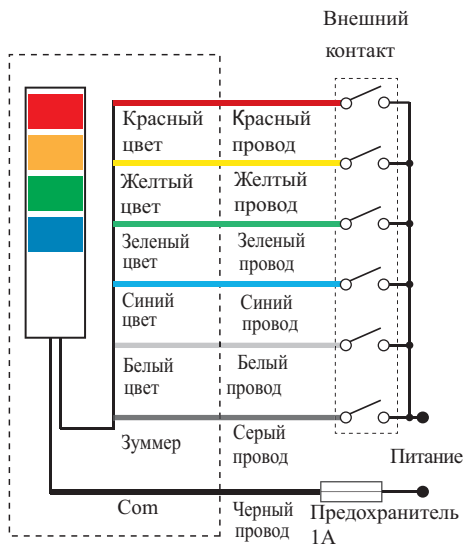 Внешний
контакт
Красный
цвет
Красный
провод
Желтый
цвет
Желтый
провод
Зеленый
цвет
Зеленый
провод
Синий
цвет
Синий
провод
Белый
цвет
Белый
провод
Зуммер
Серый
провод
Питание
Com
Черный
провод
Предохранитель
1A